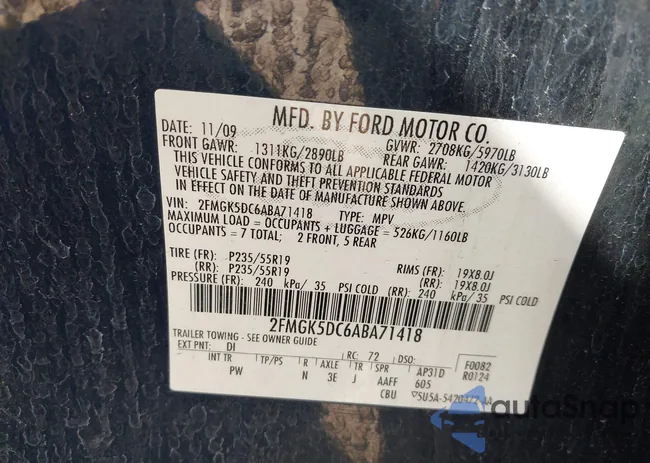 MFD. BY FORD MOTOR CO.
DATE: 11/09 GVWR: 2708KG/5970LB
FRONT GAWR: 1311KG/2890LB REAR GAWR: 1420KG/3130LB
THIS VEHICLE CONFORMS TO ALL APPLICABLE FEDERAL MOTOR
VEHICLE SAFETY AND THEFT PREVENTION STANDARDS
IN EFFECT ON THE DATE OF MANUFACTURE SHOWN ABOVE.
VIN: 2FMGK5DC6ABA71418 TYPE: MPV
MAXIMUM LOAD = OCCUPANTS + LUGGAGE = 526KG/1160LB
OCCUPANTS = 7 TOTAL; 2 FRONT, 5 REAR
TIRE (FR): P235/55R19 RIMS (FR): 19X8.0J
(RR): P235/55R19 (RR): 19X8.0J
PRESSURE (FR): 240 kPa/ 35 PSI COLD (RR): 240 kPa/ 35 PSI COLD
2FMGK5DC6ABA71418
TRAILER TOWING - SEE OWNER GUIDE
EXT PNT: DI RC: 72 DSO: F0082
INT TR TP/PS R AXLE TR SPR AP31D R0124
PW N 3E J AAFF 605
CBU
autoSnap